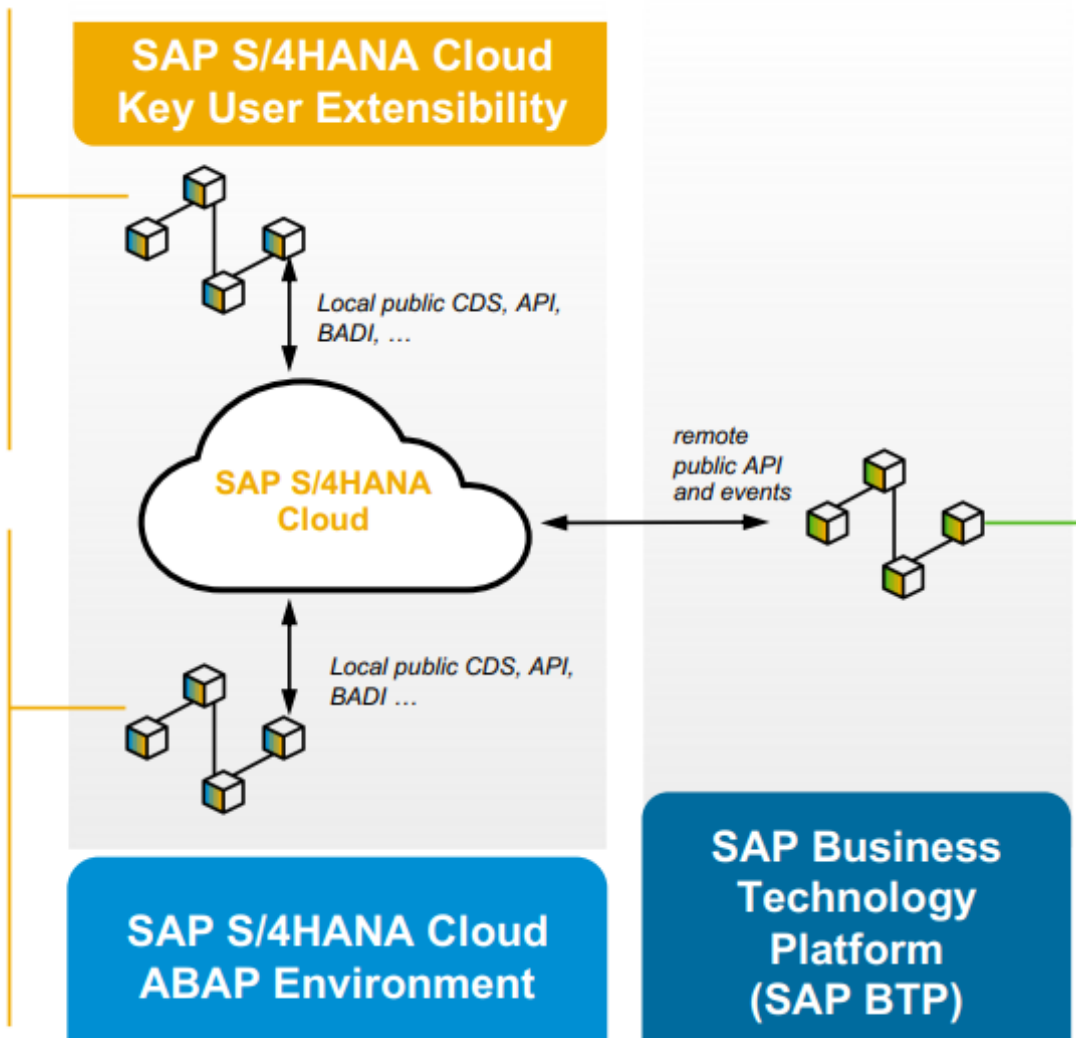 SAP S/4HANA Cloud
Key User Extensibility
Local public CDS, API,
BADI, …
SAP S/4HANA
Cloud
remote
public API
and events
Local public CDS, API,
BADI …
SAP S/4HANA Cloud
ABAP Environment
SAP Business
Technology
Platform
(SAP BTP)